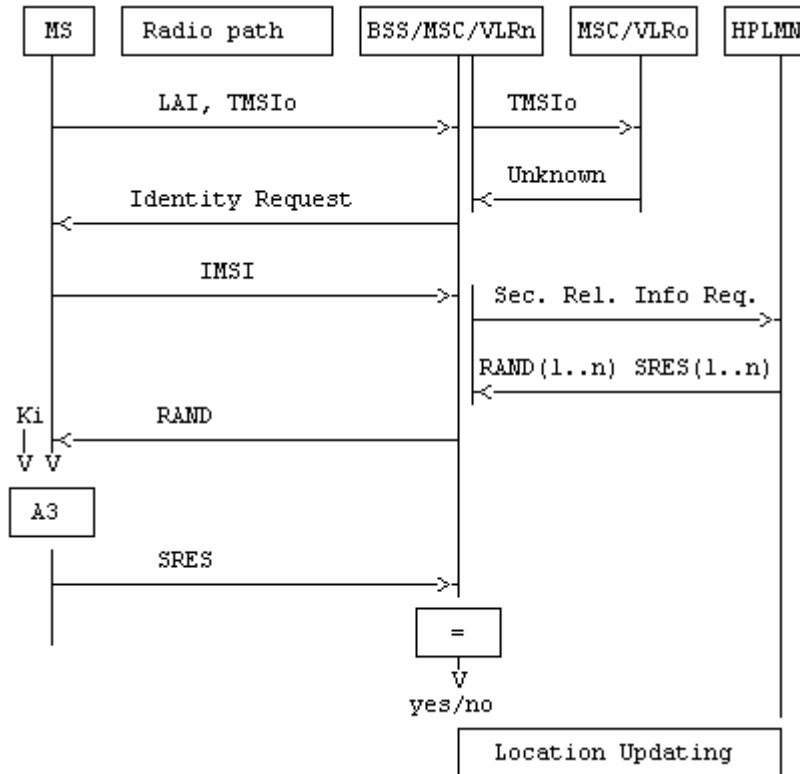 MS Radio path BSS/MSC/VLRn MSC/VLRo HPLMN
LAI, TMSIo TMSIo
Unknown
Identity Request
IMSI
Sec. Rel. Info Req.
RAND(1..n) SRES(1..n)
Ki RAND
A3
SRES
=
yes/no
Location Updating